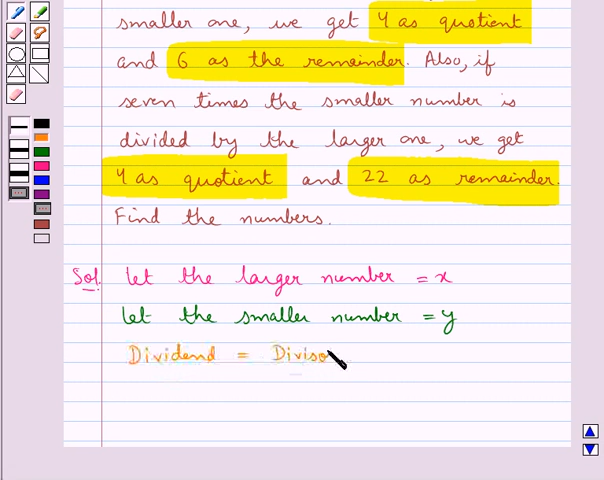 smaller one, we get 4 as quotient
and 6 as the remainder. Also, if
seven times the smaller number is
divided by the larger one, we get
4 as quotient and 22 as remainder.
Find the numbers.
Sol. Let the larger number = x
Let the smaller number = y
Dividend = Diviso